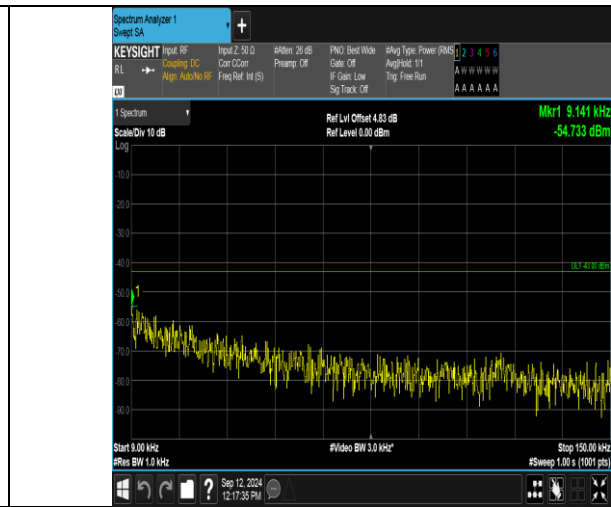 Spectrum Analyzer 1
Swept SA
+
KEYSIGHT
RL
LXI
Input: RF
Coupling: DC
Align: Auto/No RF
Input Z: 50 Ω
Corr CCorr
Freq Ref: Int (S)
#Atten: 26 dB
Preamp: Off
PNO: Best Wide
Gate: Off
IF Gain: Low
Sig Track: Off
#Avg Type: Power (RMS
Avg|Hold: 1/1
Trig: Free Run
1 2 3 4 5 6
A W W W W W
A A A A A A
1 Spectrum
Scale/Div 10 dB
Log
Ref Lvl Offset 4.83 dB
Ref Level 0.00 dBm
Mkr1 9.141 kHz
-54.733 dBm
-10.0
-20.0
-30.0
-40.0
-50.0
-60.0
-70.0
-80.0
-90.0
DL1 -43.00 dBm
1
Start 9.00 kHz
#Res BW 1.0 kHz
#Video BW 3.0 kHz*
Stop 150.00 kHz
#Sweep 1.00 s (1001 pts)
?
Sep 12, 2024
12:17:35 PM